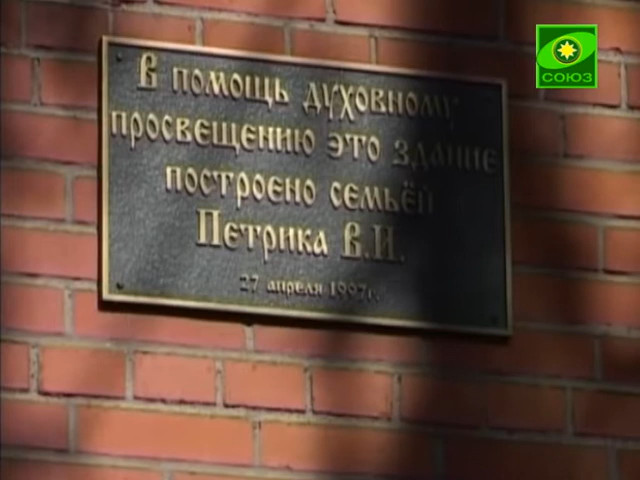 В помощь духовному
просвещению это здание
построено семьёй
Петрика В.И.
27 апреля 1997г.
СОЮЗ